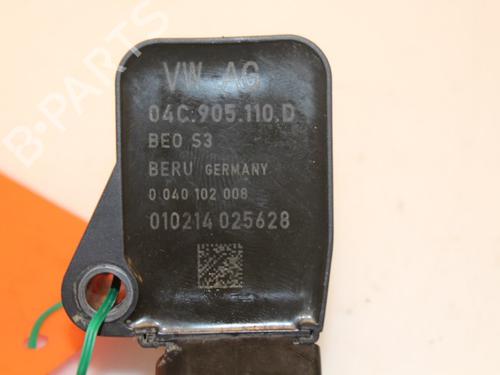 VW AG
04C.905.110.D
BEO S3
BERU GERMANY
0 040 102 008
010214 025628
B-PARTS